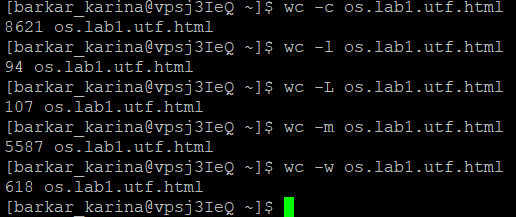 [barkar_karina@vpsj3IeQ ~]$ wc -c os.lab1.utf.html
8621 os.lab1.utf.html
[barkar_karina@vpsj3IeQ ~]$ wc -l os.lab1.utf.html
94 os.lab1.utf.html
[barkar_karina@vpsj3IeQ ~]$ wc -L os.lab1.utf.html
107 os.lab1.utf.html
[barkar_karina@vpsj3IeQ ~]$ wc -m os.lab1.utf.html
5587 os.lab1.utf.html
[barkar_karina@vpsj3IeQ ~]$ wc -w os.lab1.utf.html
618 os.lab1.utf.html
[barkar_karina@vpsj3IeQ ~]$